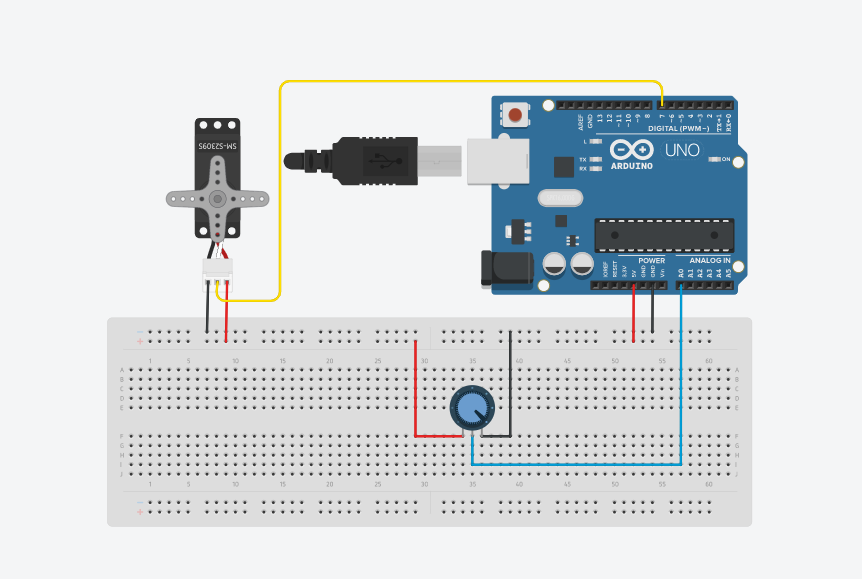 SM-S2309S
AREF
GND
13
12
~11
~10
~9
8
7
~6
~5
4
~3
2
TX→1
RX←0
DIGITAL (PWM~)
L
TX
RX
ARDUINO
UNO
ON
POWER
ANALOG IN
IOREF
RESET
3.3V
5V
GND
GND
Vin
A0
A1
A2
A3
A4
A5
- 
+
1 5 10 15 20 25 30 35 40 45 50 55 60
A A
B B
C C
D D
E E
F F
G G
H H
I I
J J
1 5 10 15 20 25 30 35 40 45 50 55 60
-
+